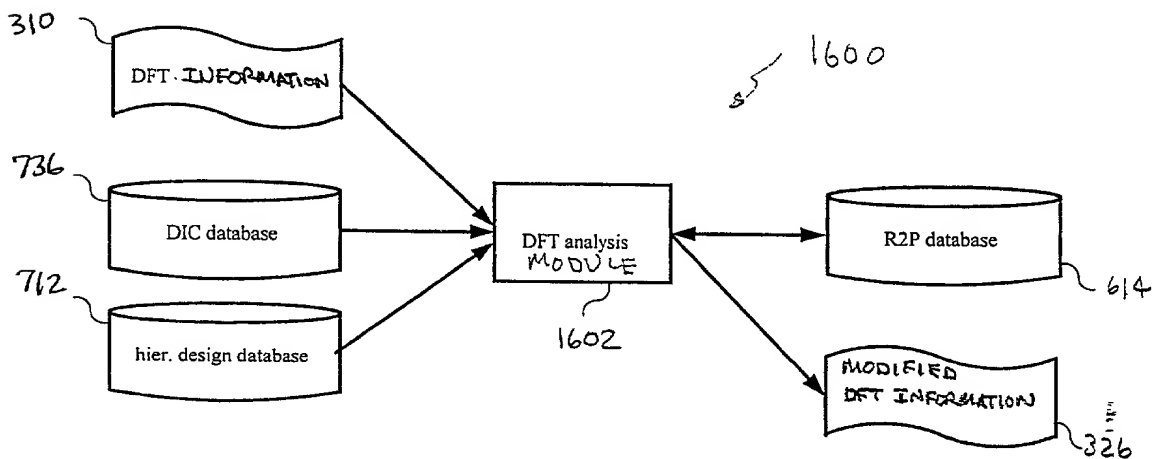 310
DFT INFORMATION
1600
736
DIC database
DFT analysis
MODULE
R2P database
712
614
hier. design database
1602
MODIFIED
DFT INFORMATION
326